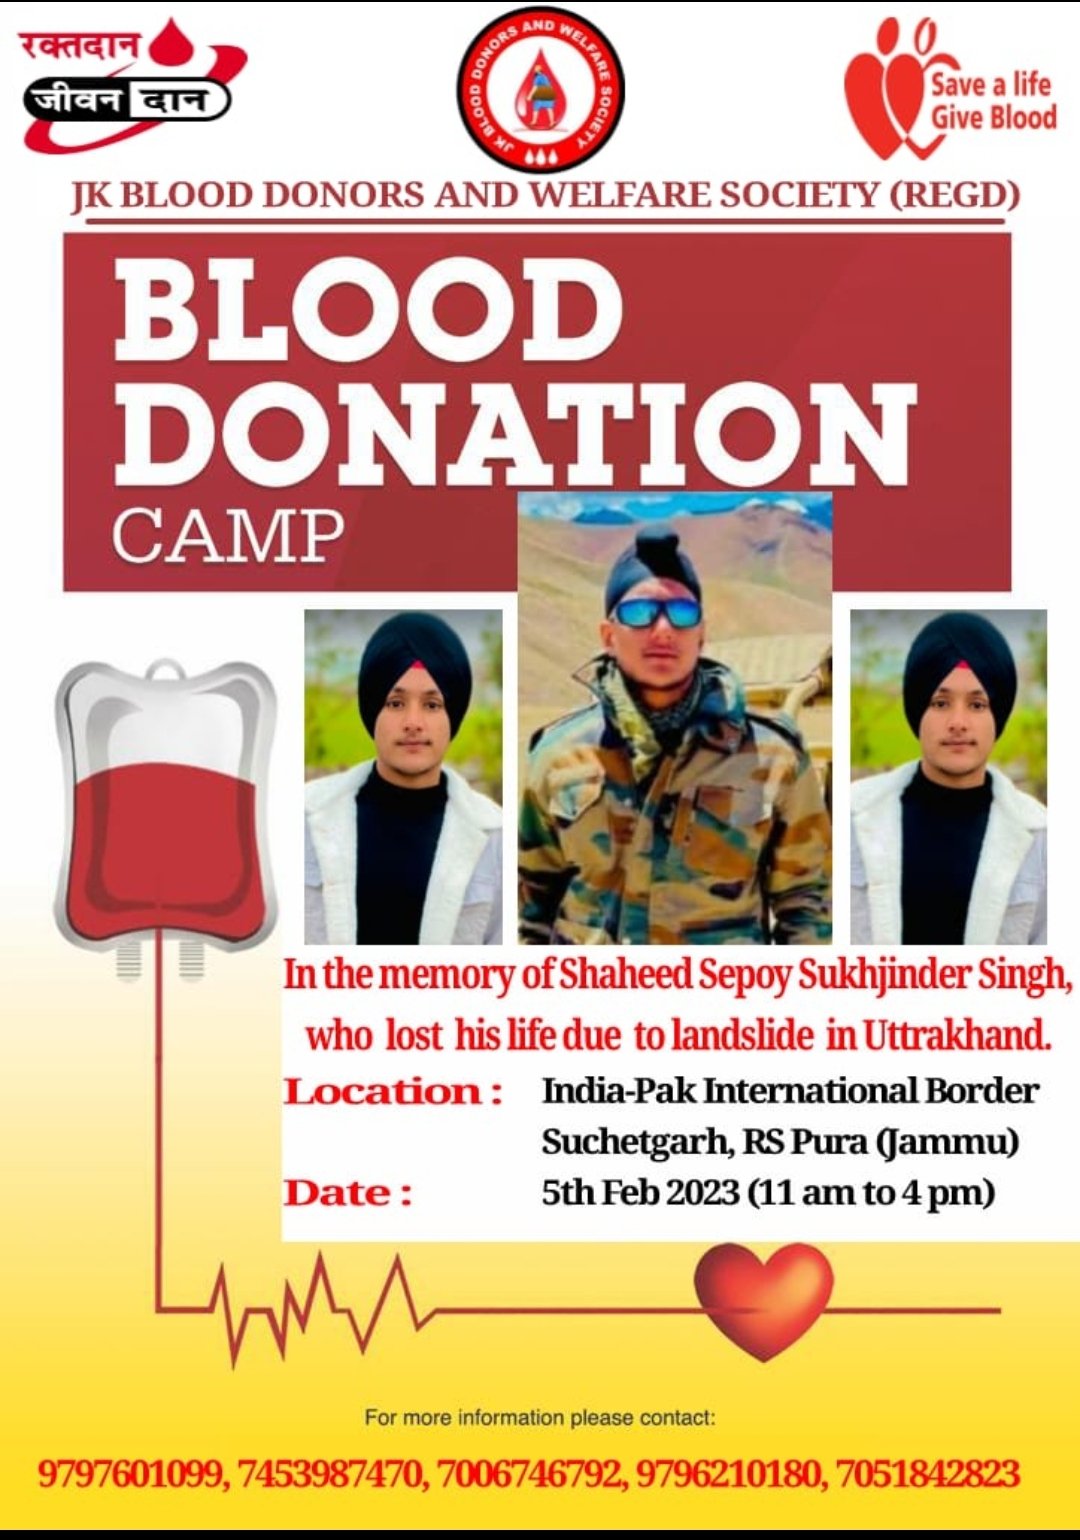 रक्तदान
जीवन दान
JK BLOOD DONORS AND WELFARE SOCIETY
Save a life
Give Blood
JK BLOOD DONORS AND WELFARE SOCIETY (REGD)
BLOOD
DONATION
CAMP
In the memory of Shaheed Sepoy Sukhjinder Singh,
who lost his life due to landslide in Uttrakhand.
Location : India-Pak International Border
Suchetgarh, RS Pura (Jammu)
Date : 5th Feb 2023 (11 am to 4 pm)
For more information please contact:
9797601099, 7453987470, 7006746792, 9796210180, 7051842823